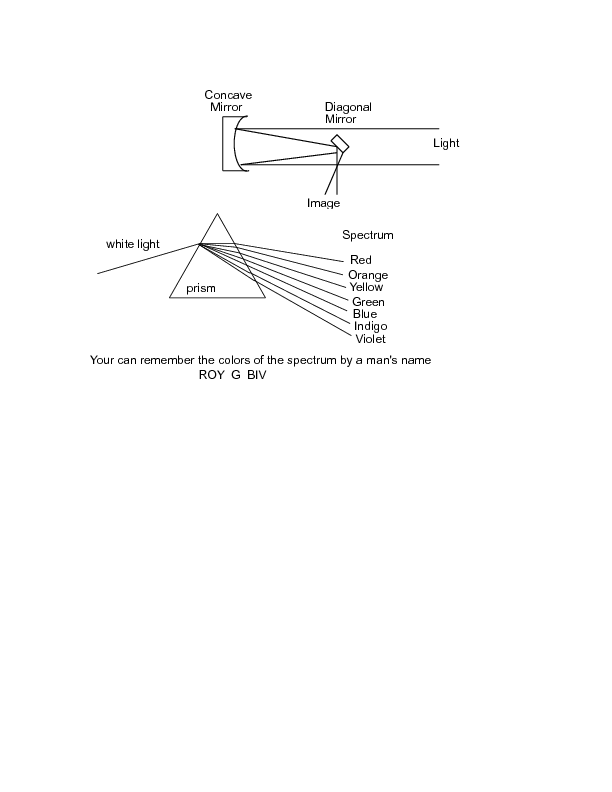 Concave
Mirror
Diagonal
Mirror
Light
Image
white light
Spectrum
prism
Red
Orange
Yellow
Green
Blue
Indigo
Violet
Your can remember the colors of the spectrum by a man's name
ROY G BIV